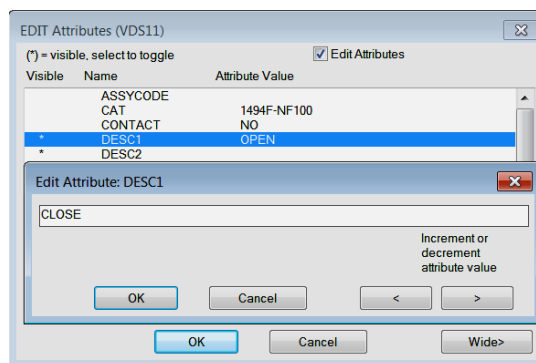 EDIT Attributes (VDS11)
(*) = visible, select to toggle Edit Attributes
Visible Name Attribute Value
ASSYCODE
CAT 1494F-NF100
CONTACT NO
* DESC1 OPEN
* DESC2
Edit Attribute: DESC1
CLOSE
Increment or
decrement
attribute value
OK Cancel < >
OK Cancel Wide>